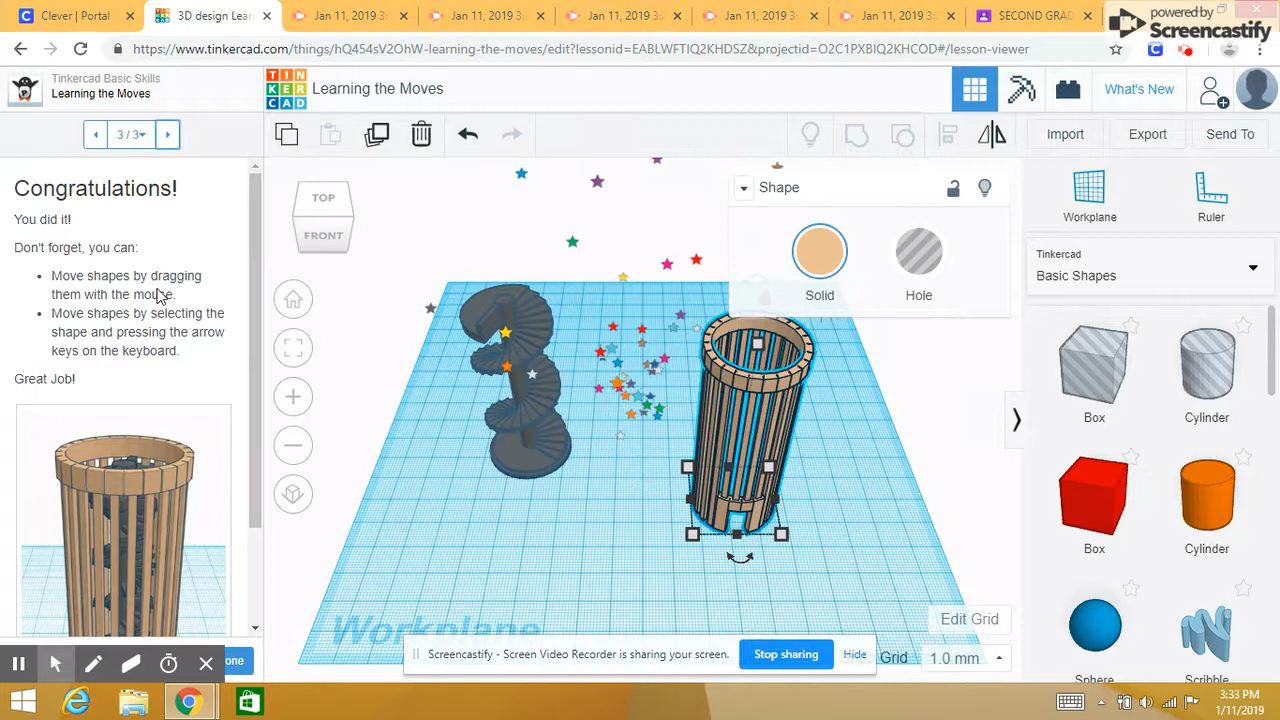 Clever | Portal
3D design Lear
Jan 11, 2019 3:
Jan 11, 2019 3:
Jan 11, 2019 3:
Jan 11, 2019 3:
Jan 11, 2019 3:
SECOND GRAD
powered by
Screencastify
https://www.tinkercad.com/things/hQ454sV2OhW-learning-the-moves/edit?lessonid=EABLWFTIQ2KHDSZ&projectid=O2C1PXBIQ2KHCOD#/lesson-viewer
Tinkercad Basic Skills
Learning the Moves
TIN
KER
CAD
Learning the Moves
What's New
3 / 3
Import
Export
Send To
Congratulations!
You did it!
Don't forget, you can:
• Move shapes by dragging
them with the mouse.
• Move shapes by selecting the
shape and pressing the arrow
keys on the keyboard.
Great Job!
TOP
FRONT
Shape
Solid
Hole
Workplane
Ruler
Tinkercad
Basic Shapes
Box
Cylinder
Box
Cylinder
Sphere
Scribble
Workplane
Edit Grid
Grid
1.0 mm
Screencastify - Screen Video Recorder is sharing your screen.
Stop sharing
Hide
one
3:33 PM
1/11/2019